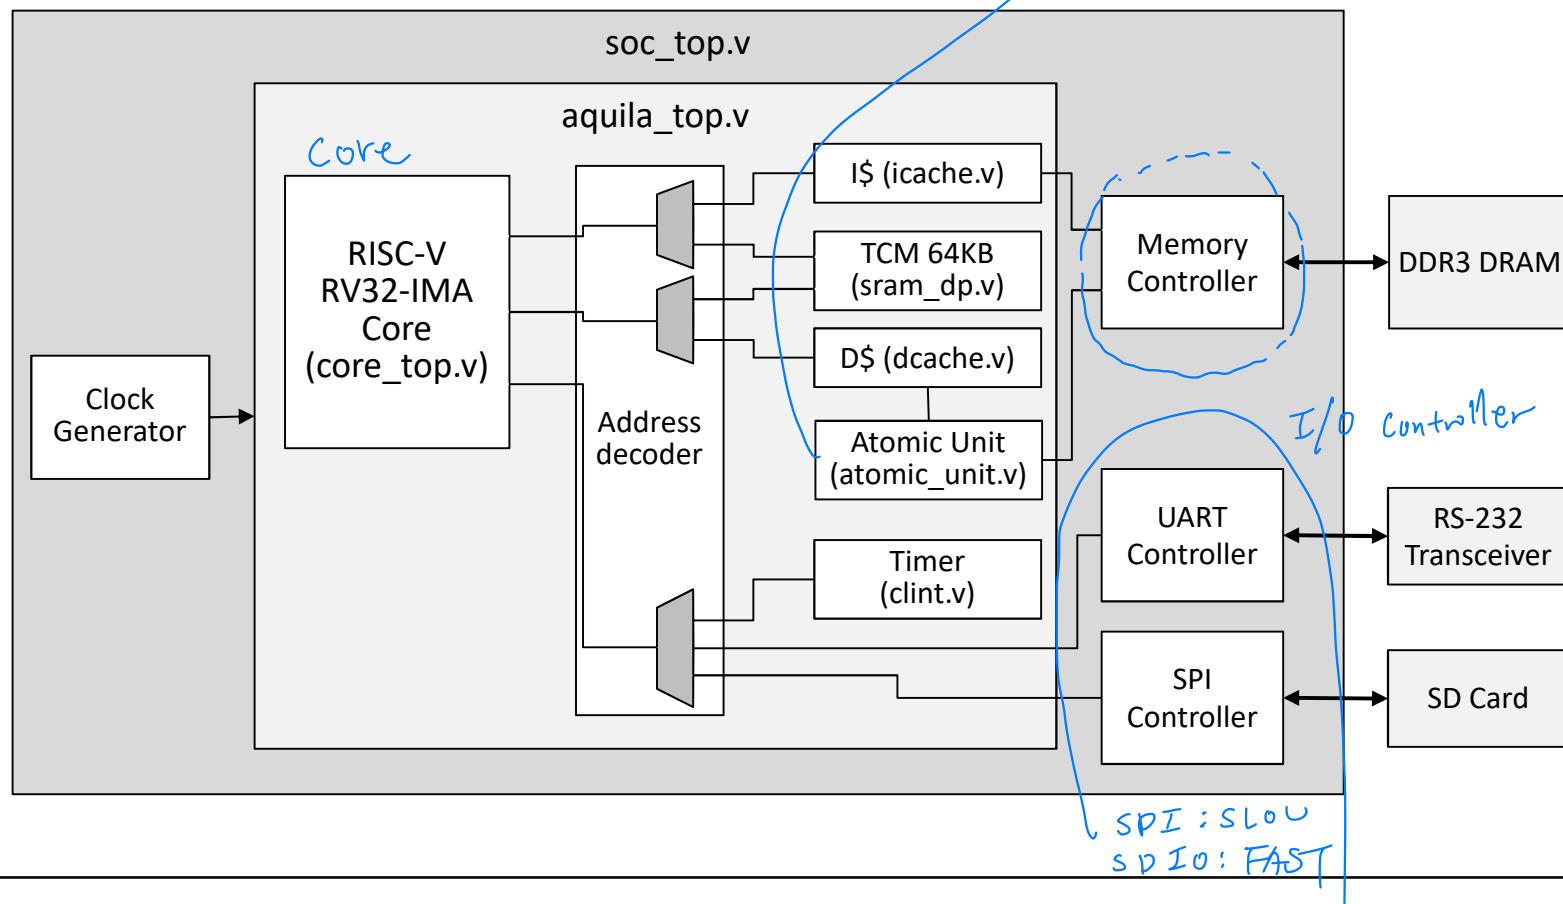 soc_top.v
aquila_top.v
Core
RISC-V
RV32-IMA
Core
(core_top.v)
Clock
Generator
Address
decoder
I$ (icache.v)
TCM 64KB
(sram_dp.v)
D$ (dcache.v)
Atomic Unit
(atomic_unit.v)
Timer
(clint.v)
Memory
Controller
DDR3 DRAM
I/O Controller
UART
Controller
RS-232
Transceiver
SPI
Controller
SD Card
SPI : SLOW
SDIO : FAST